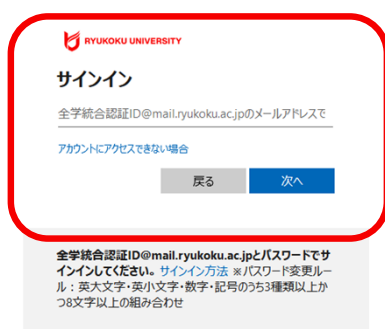 RYUKOKU UNIVERSITY
サインイン
全学統合認証ID@mail.ryukoku.ac.jpのメールアドレスで
アカウントにアクセスできない場合
戻る 次へ
全学統合認証ID@mail.ryukoku.ac.jpとパスワードでサ
インインしてください。 サインイン方法 ※パスワード変更ルー
ル：英大文字・英小文字・数字・記号のうち3種類以上か
つ8文字以上の組み合わせ